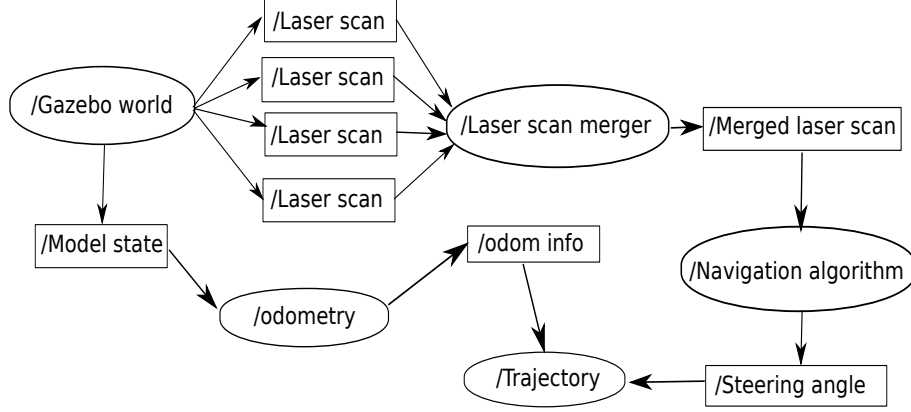 /Laser scan
/Laser scan
/Gazebo world
/Laser scan merger
/Merged laser scan
/Laser scan
/Laser scan
/Model state
/odom info
/Navigation algorithm
/odometry
/Trajectory
/Steering angle